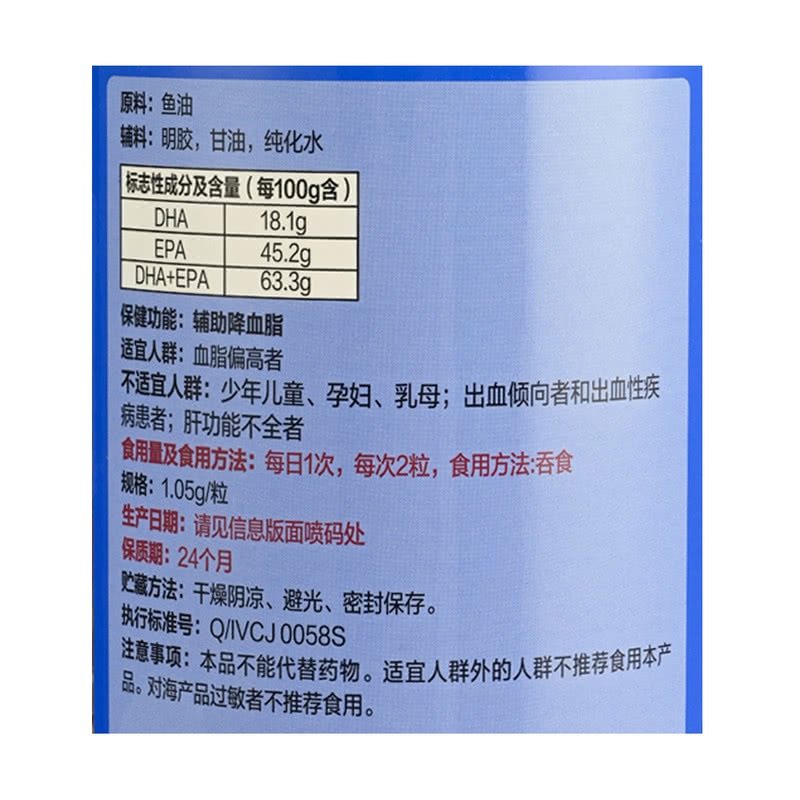 原料：鱼油
辅料：明胶，甘油，纯化水
标志性成分及含量（每100g含）
DHA 18.1g
EPA 45.2g
DHA+EPA 63.3g
保健功能：辅助降血脂
适宜人群：血脂偏高者
不适宜人群：少年儿童、孕妇、乳母；出血倾向者和出血性疾
病患者；肝功能不全者
食用量及食用方法：每日1次，每次2粒，食用方法:吞食
规格：1.05g/粒
生产日期：请见信息版面喷码处
保质期：24个月
贮藏方法：干燥阴凉、避光、密封保存。
执行标准号：Q/IVCJ 0058S
注意事项：本品不能代替药物。适宜人群外的人群不推荐食用本产
品。对海产品过敏者不推荐食用。